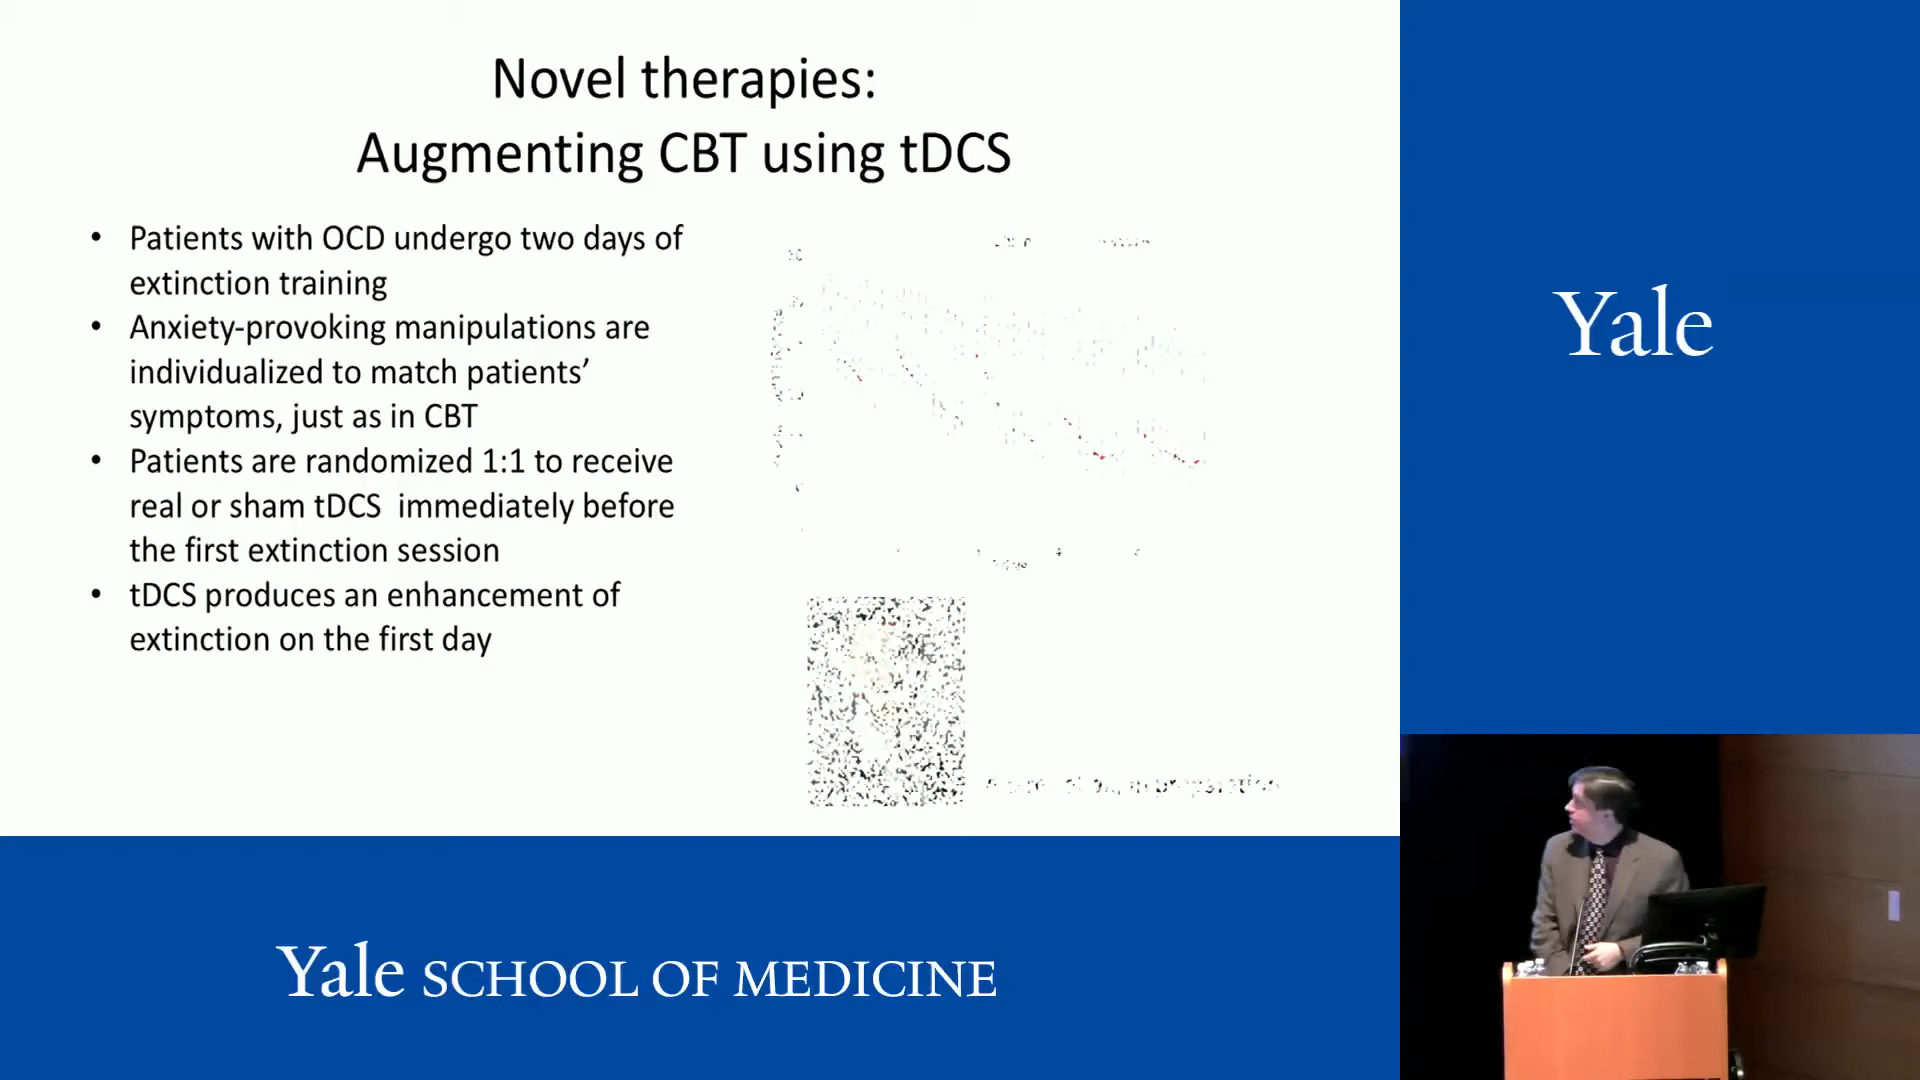 Novel therapies:
Augmenting CBT using tDCS
• Patients with OCD undergo two days of
extinction training
• Anxiety-provoking manipulations are
individualized to match patients’
symptoms, just as in CBT
• Patients are randomized 1:1 to receive
real or sham tDCS immediately before
the first extinction session
• tDCS produces an enhancement of
extinction on the first day
in preparation
Yale
Yale SCHOOL OF MEDICINE